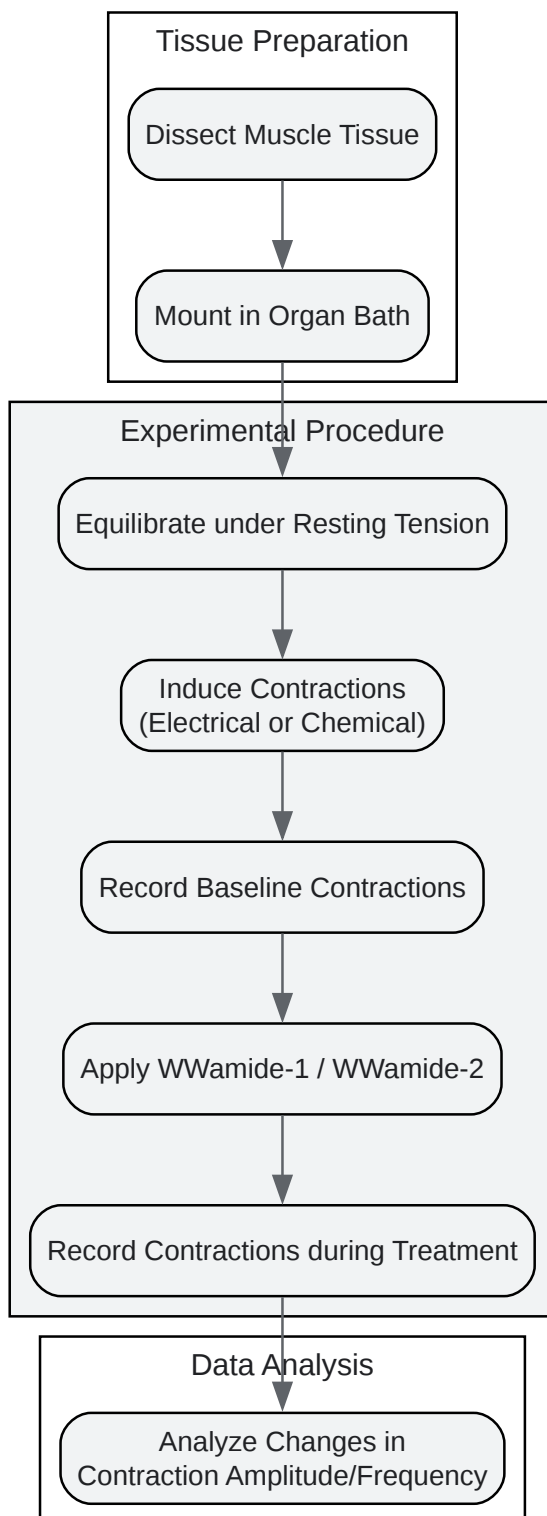 Tissue Preparation
Dissect Muscle Tissue
Mount in Organ Bath
Experimental Procedure
Equilibrate under Resting Tension
Induce Contractions
(Electrical or Chemical)
Record Baseline Contractions
Apply WWamide-1 / WWamide-2
Record Contractions during Treatment
Data Analysis
Analyze Changes in
Contraction Amplitude/Frequency